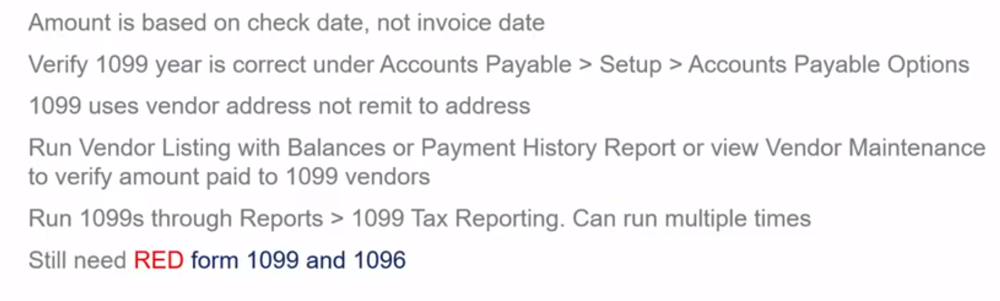 Amount is based on check date, not invoice date
Verify 1099 year is correct under Accounts Payable > Setup > Accounts Payable Options
1099 uses vendor address not remit to address
Run Vendor Listing with Balances or Payment History Report or view Vendor Maintenance
to verify amount paid to 1099 vendors
Run 1099s through Reports > 1099 Tax Reporting. Can run multiple times
Still need RED form 1099 and 1096